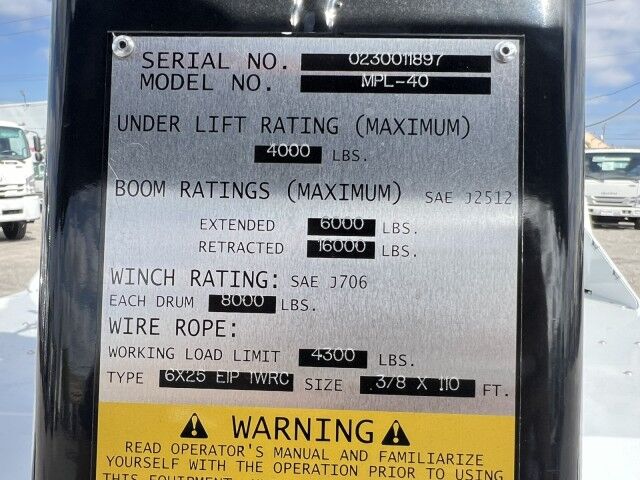 SERIAL NO. 0230011897
MODEL NO. MPL-40
UNDER LIFT RATING (MAXIMUM)
4000 LBS.
BOOM RATINGS (MAXIMUM) SAE J2512
EXTENDED 6000 LBS.
RETRACTED 16000 LBS.
WINCH RATING: SAE J706
EACH DRUM 8000 LBS.
WIRE ROPE:
WORKING LOAD LIMIT 4300 LBS.
TYPE 6X25 EIP IWRC SIZE 3/8 X 110 FT.
WARNING
READ OPERATOR'S MANUAL AND FAMILIARIZE
YOURSELF WITH THE OPERATION PRIOR TO USING
THIS EQUIPMENT.